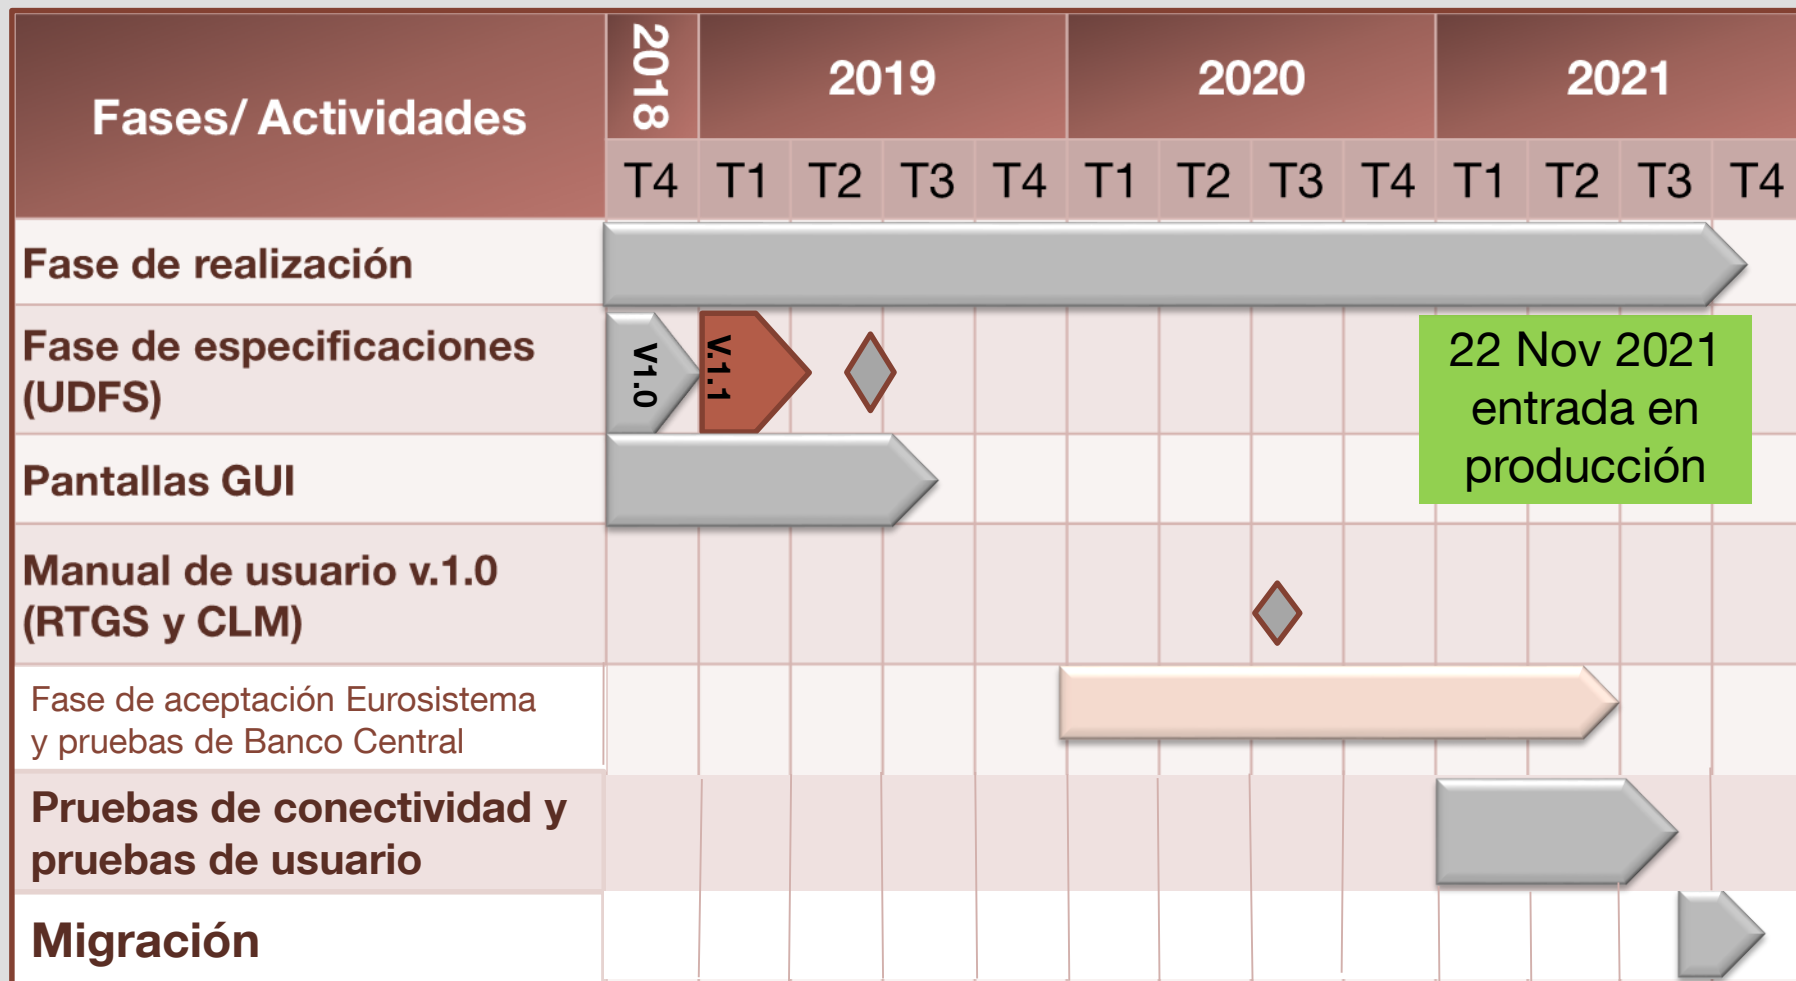 Fases/ Actividades
2018
2019
2020
2021
T4 T1 T2 T3 T4 T1 T2 T3 T4 T1 T2 T3 T4
Fase de realización
Fase de especificaciones
(UDFS)
V1.0
V.1.1
22 Nov 2021
entrada en
producción
Pantallas GUI
Manual de usuario v.1.0
(RTGS y CLM)
Fase de aceptación Eurosistema
y pruebas de Banco Central
Pruebas de conectividad y
pruebas de usuario
Migración